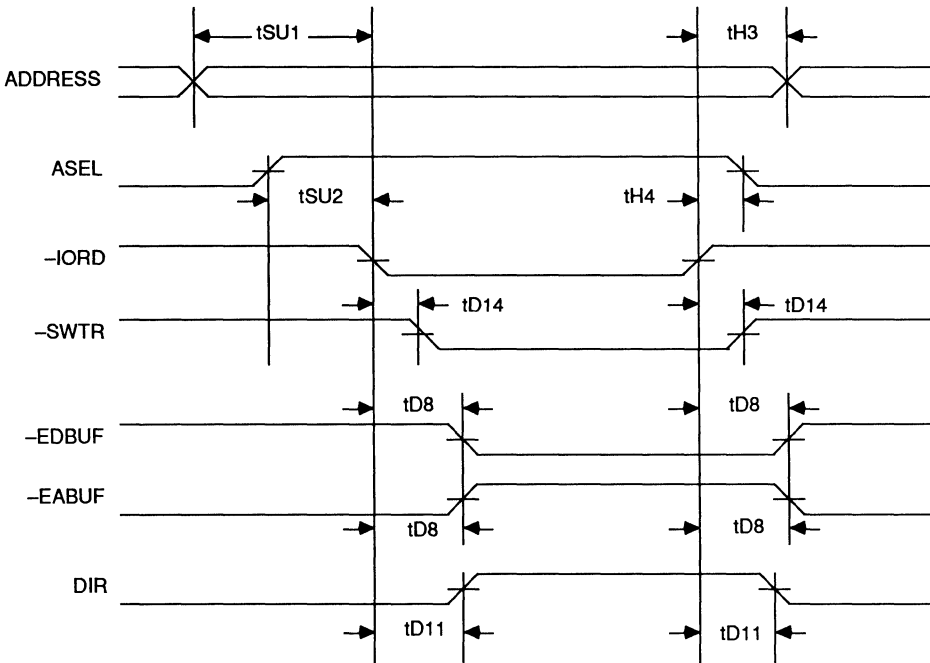 tSU1
tH3
ADDRESS
ASEL
tSU2
tH4
–IORD
tD14
tD14
–SWTR
tD8
tD8
–EDBUF
–EABUF
tD8
tD8
DIR
tD11
tD11